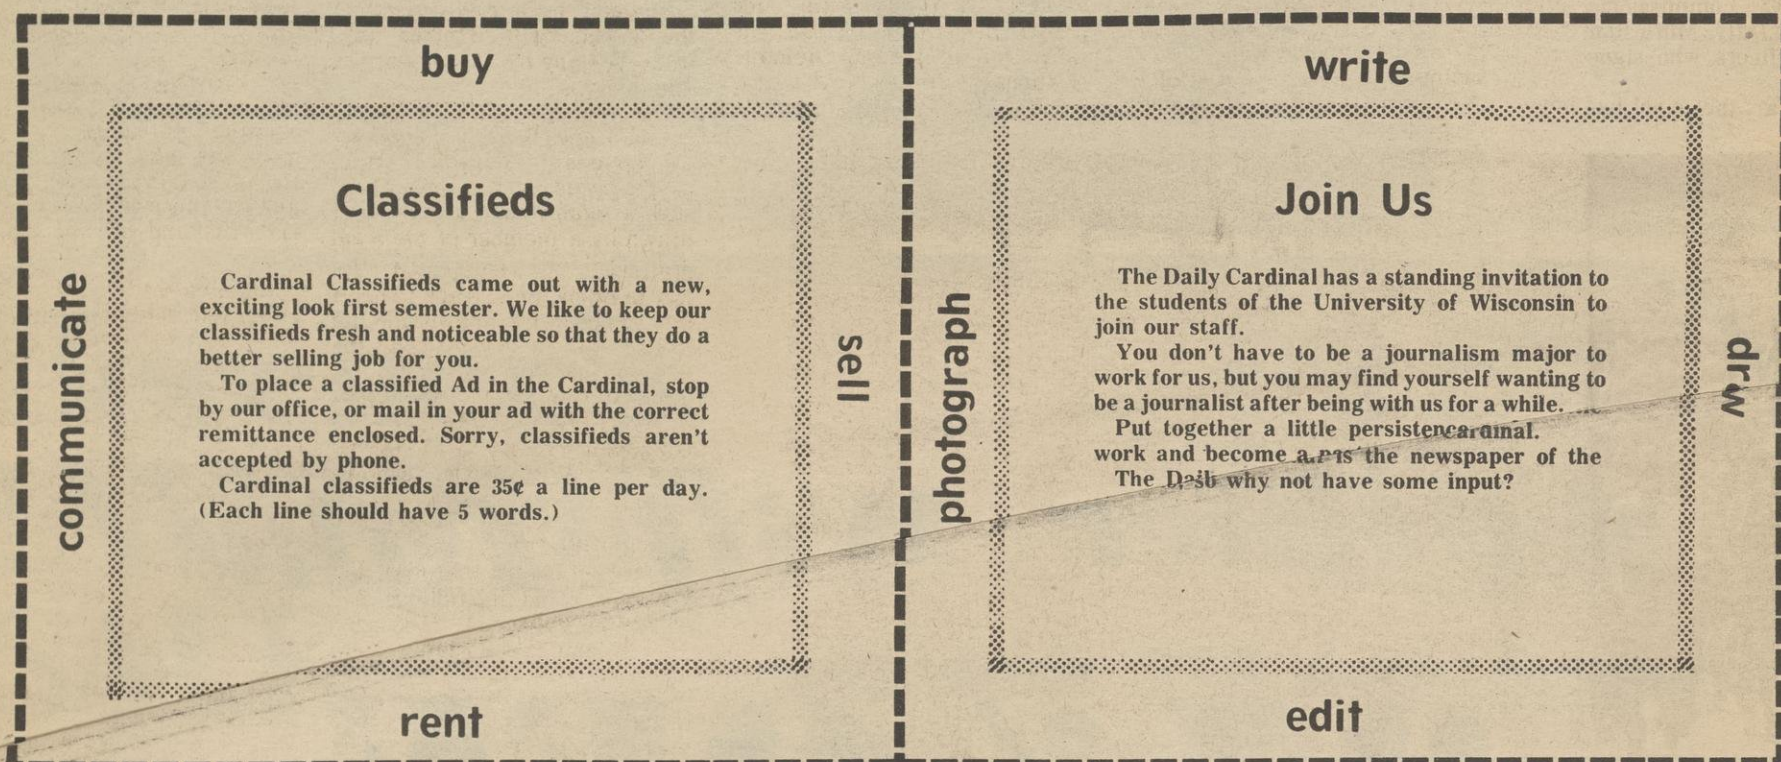 buy
communicate
Classifieds
Cardinal Classifieds came out with a new,
exciting look first semester. We like to keep our
classifieds fresh and noticeable so that they do a
better selling job for you.
To place a classified Ad in the Cardinal, stop
by our office, or mail in your ad with the correct
remittance enclosed. Sorry, classifieds aren't
accepted by phone.
Cardinal classifieds are 35¢ a line per day.
(Each line should have 5 words.)
sell
rent
write
photograph
Join Us
The Daily Cardinal has a standing invitation to
the students of the University of Wisconsin to
join our staff.
You don't have to be a journalism major to
work for us, but you may find yourself wanting to
be a journalist after being with us for a while.
Put together a little
work and become the newspaper of the
The why not have some input?
draw
edit